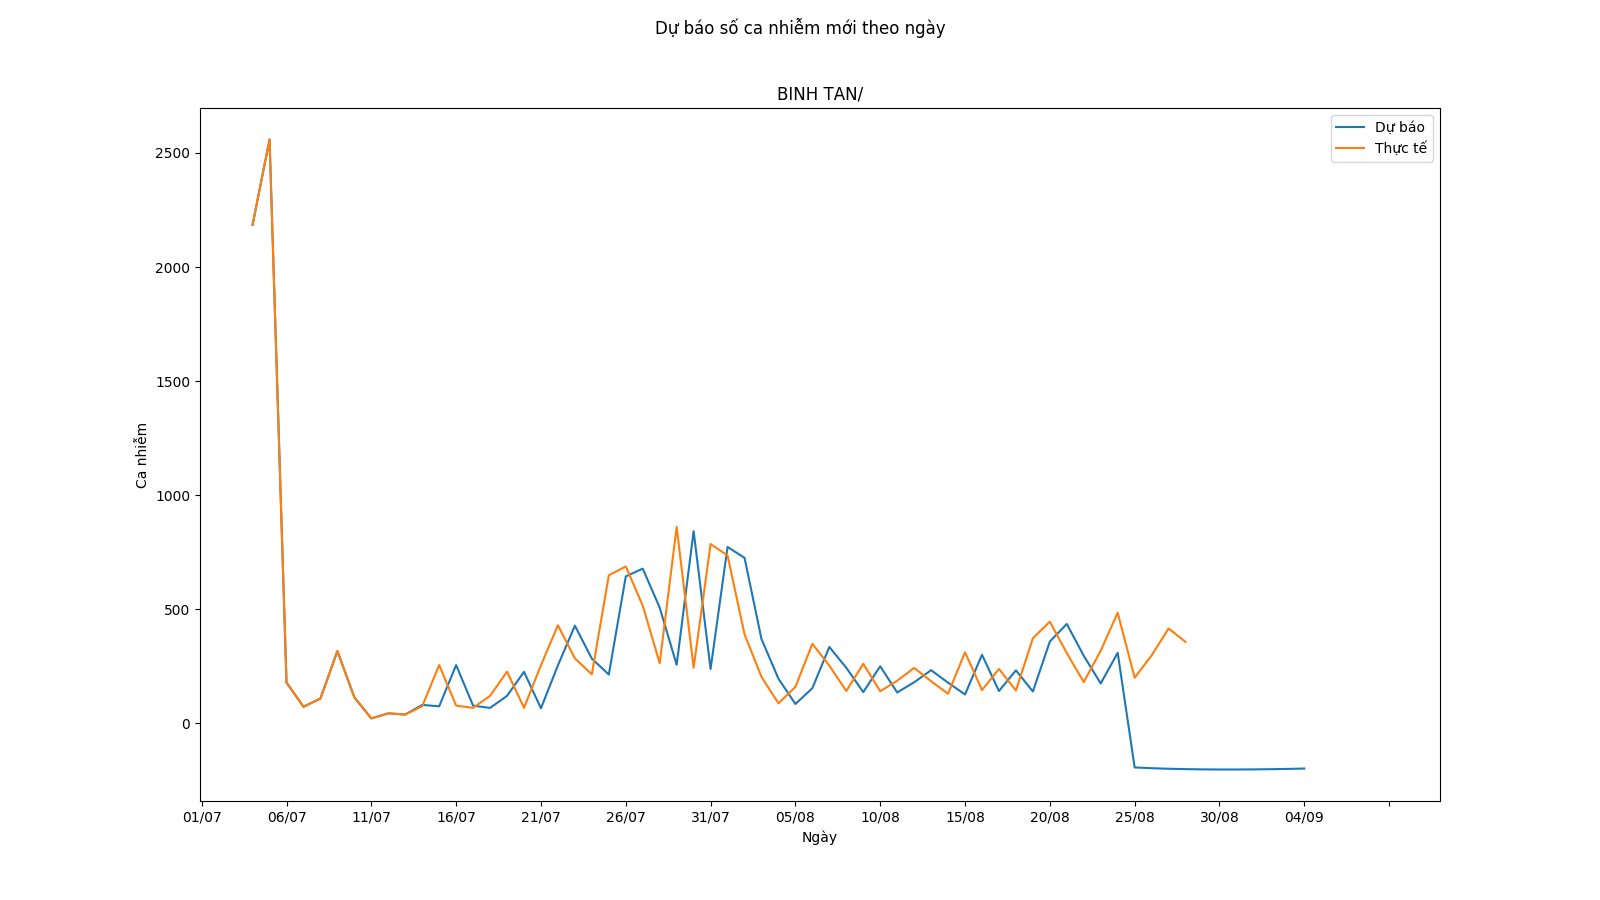 Dự báo số ca nhiễm mới theo ngày
BINH TAN/
Dự báo
Thực tế
2500
2000
1500
1000
500
0
Ca nhiễm
01/07 06/07 11/07 16/07 21/07 26/07 31/07 05/08 10/08 15/08 20/08 25/08 30/08 04/09
Ngày